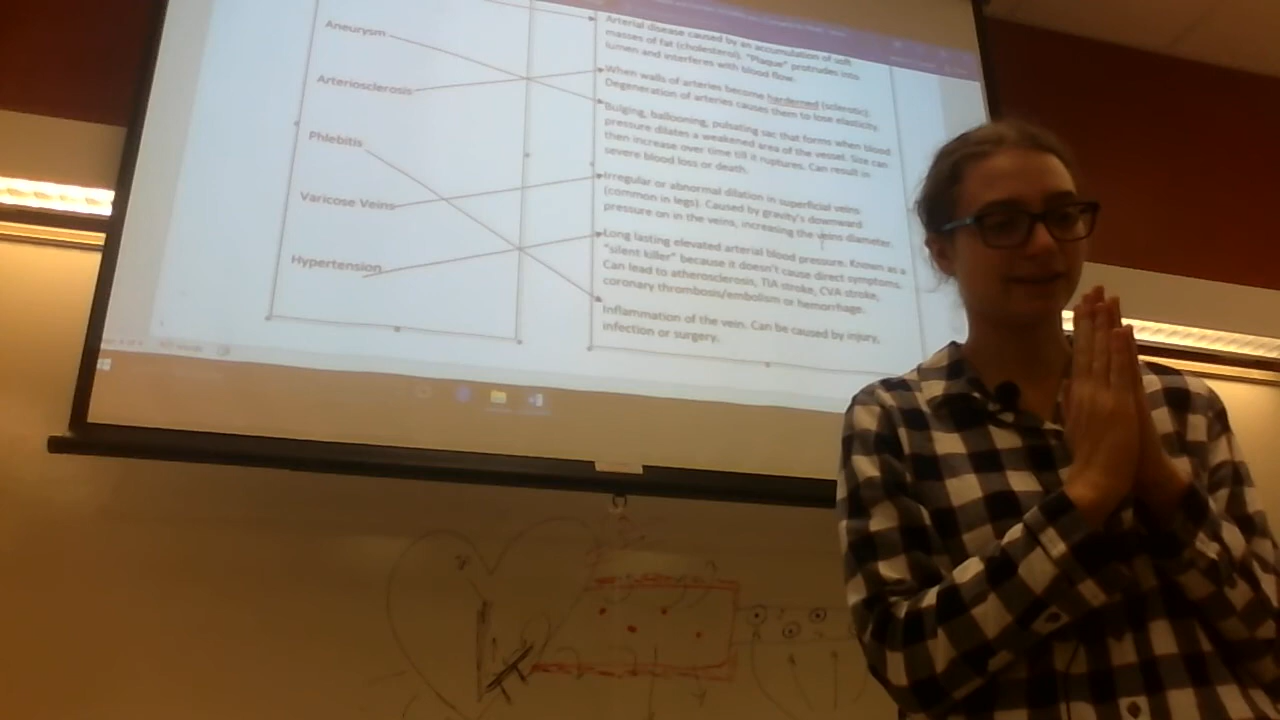 Aneurysm
Arteriosclerosis
Phlebitis
Varicose Veins
Hypertension
Arterial disease caused by an accumulation of soft
masses of fat (cholesterol). "Plaque" protrudes into
lumen and interferes with blood flow.
When walls of arteries become hardened (sclerotic).
Degeneration of arteries causes them to lose elasticity.
Bulging, ballooning, pulsating sac that forms when blood
pressure dilates a weakened area of the vessel. Size can
then increase over time till it ruptures. Can result in
severe blood loss or death.
Irregular or abnormal dilation in superficial veins
(common in legs). Caused by gravity's downward
pressure on in the veins, increasing the veins diameter.
Long lasting elevated arterial blood pressure. Known as a
"silent killer" because it doesn't cause direct symptoms.
Can lead to atherosclerosis, TIA stroke, CVA stroke,
coronary thrombosis/embolism or hemorrhage.
Inflammation of the vein. Can be caused by injury,
infection or surgery.